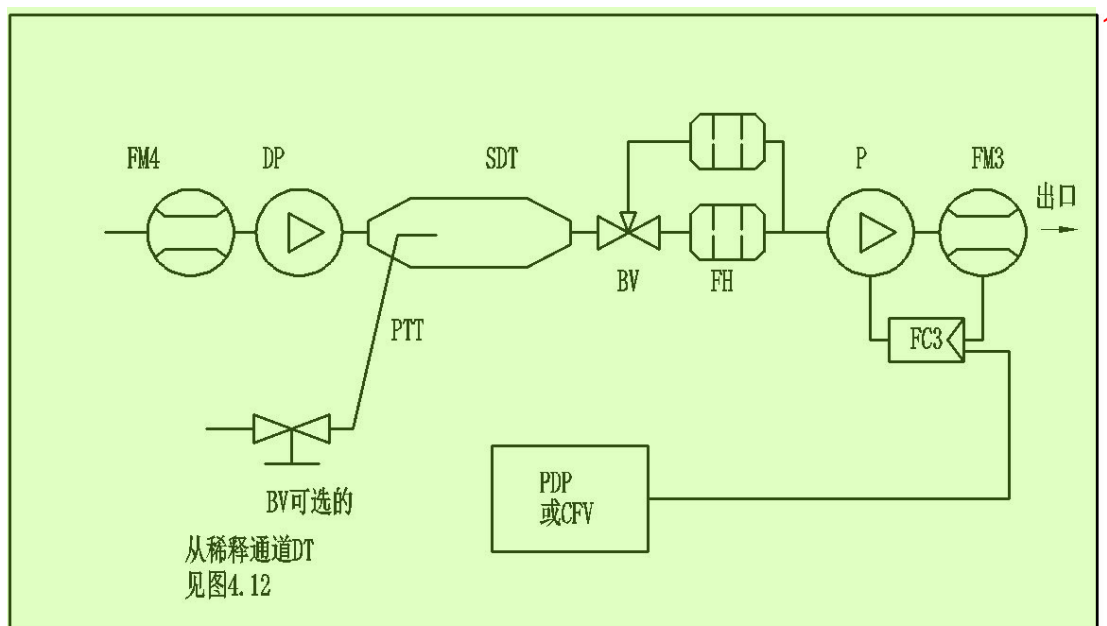 FM4
DP
SDT
P
FM3
出口
BV
FH
PTT
FC3
BV可选的
PDP
或CFV
从稀释通道DT
见图4.12